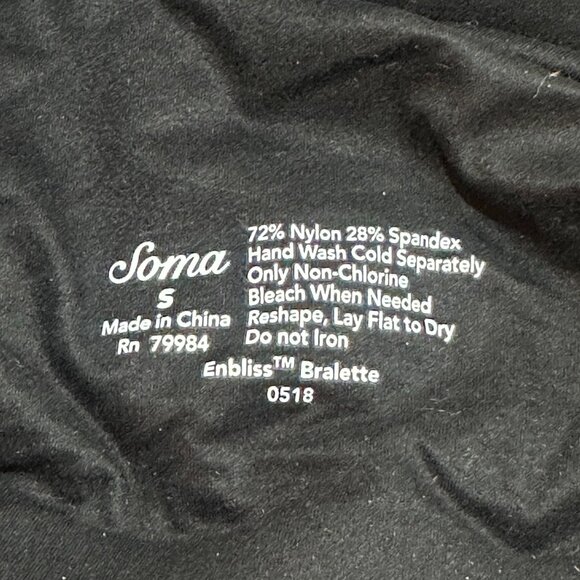 Soma
S
Made in China
Rn 79984
72% Nylon 28% Spandex
Hand Wash Cold Separately
Only Non-Chlorine
Bleach When Needed
Reshape, Lay Flat to Dry
Do not Iron
Enbliss™ Bralette
0518